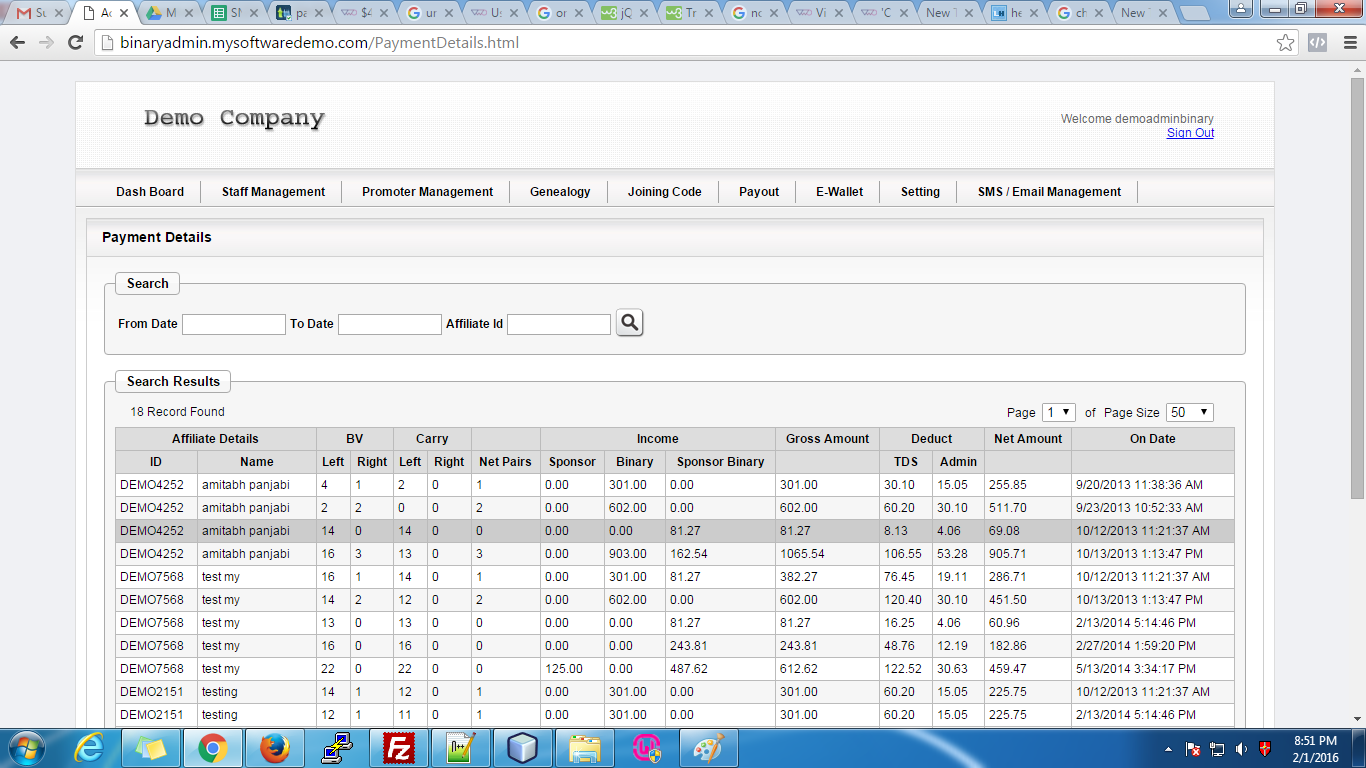 Su
Ac
M
SM
pa
$4
ur
Us
or
jQ
Tr
no
Vi
'C
New T
he
ch
New T
binaryadmin.mysoftwaredemo.com/PaymentDetails.html
Demo Company
Welcome demoadminbinary
Sign Out
Dash Board Staff Management Promoter Management Genealogy Joining Code Payout E-Wallet Setting SMS / Email Management
Payment Details
Search
From Date To Date Affiliate Id
Search Results
18 Record Found Page 1 of Page Size 50
Affiliate Details BV Carry Income Gross Amount Deduct Net Amount On Date
ID Name Left Right Left Right Net Pairs Sponsor Binary Sponsor Binary TDS Admin
DEMO4252 amitabh panjabi 4 1 2 0 1 0.00 301.00 0.00 301.00 30.10 15.05 255.85 9/20/2013 11:38:36 AM
DEMO4252 amitabh panjabi 2 2 0 0 2 0.00 602.00 0.00 602.00 60.20 30.10 511.70 9/23/2013 10:52:33 AM
DEMO4252 amitabh panjabi 14 0 14 0 0 0.00 0.00 81.27 81.27 8.13 4.06 69.08 10/12/2013 11:21:37 AM
DEMO4252 amitabh panjabi 16 3 13 0 3 0.00 903.00 162.54 1065.54 106.55 53.28 905.71 10/13/2013 1:13:47 PM
DEMO7568 test my 16 1 14 0 1 0.00 301.00 81.27 382.27 76.45 19.11 286.71 10/12/2013 11:21:37 AM
DEMO7568 test my 14 2 12 0 2 0.00 602.00 0.00 602.00 120.40 30.10 451.50 10/13/2013 1:13:47 PM
DEMO7568 test my 13 0 13 0 0 0.00 0.00 81.27 81.27 16.25 4.06 60.96 2/13/2014 5:14:46 PM
DEMO7568 test my 16 0 16 0 0 0.00 0.00 243.81 243.81 48.76 12.19 182.86 2/27/2014 1:59:20 PM
DEMO7568 test my 22 0 22 0 0 125.00 0.00 487.62 612.62 122.52 30.63 459.47 5/13/2014 3:34:17 PM
DEMO2151 testing 14 1 12 0 1 0.00 301.00 0.00 301.00 60.20 15.05 225.75 10/12/2013 11:21:37 AM
DEMO2151 testing 12 1 11 0 1 0.00 301.00 0.00 301.00 60.20 15.05 225.75 2/13/2014 5:14:46 PM
8:51 PM
2/1/2016